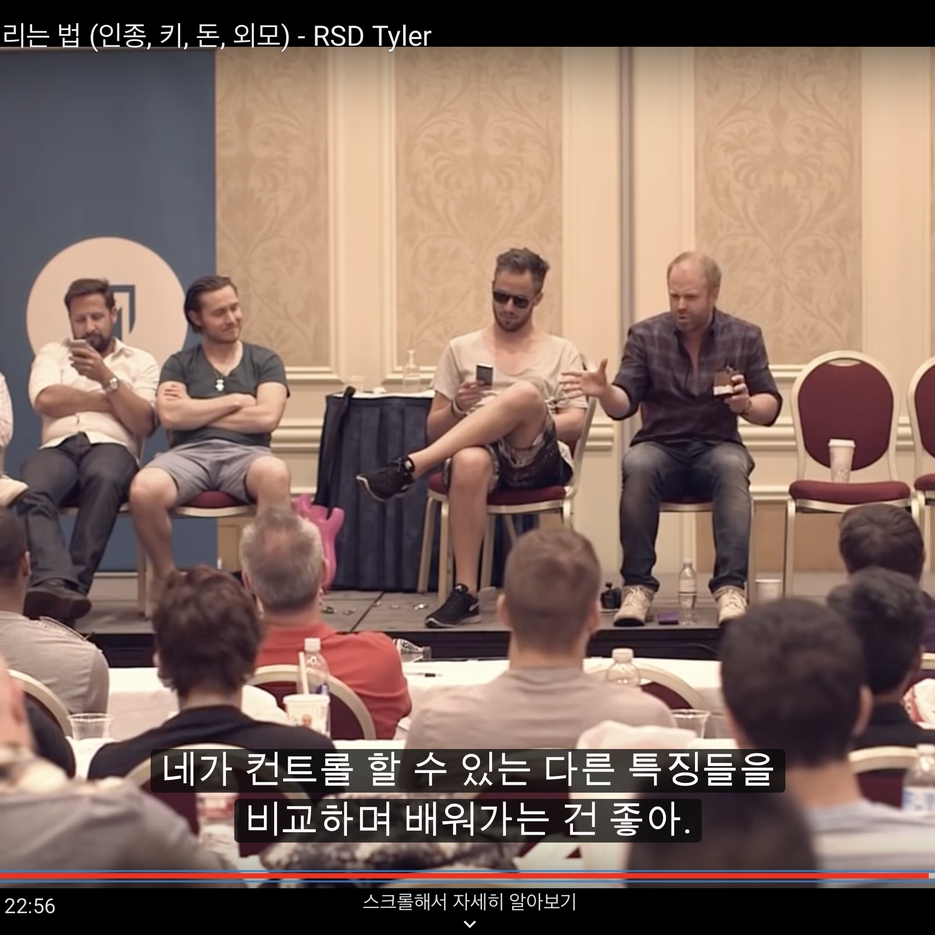 리는 법 (인종, 키, 돈, 외모) - RSD Tyler
네가 컨트롤 할 수 있는 다른 특징들을
비교하며 배워가는 건 좋아.
22:56
스크롤해서 자세히 알아보기